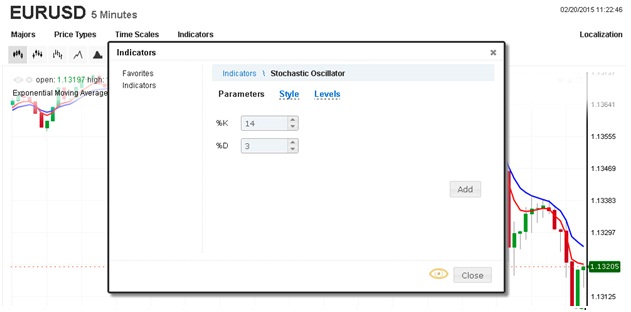 EURUSD 5 Minutes
02/20/2015 11:22:46
Majors Price Types Time Scales Indicators Localization
Indicators
open: 1.13197 high:
Exponential Moving Average
Favorites
Indicators
Indicators \ Stochastic Oscillator
Parameters Style Levels
%K 14
%D 3
Add
Close
1.13641
1.13555
1.13469
1.13383
1.13297
1.13205
1.13125